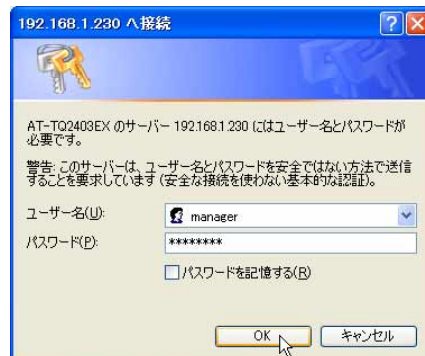 192.168.1.230 へ接続
AT-TQ2403EX のサーバー 192.168.1.230 にはユーザー名とパスワードが
必要です。
警告: このサーバーは、ユーザー名とパスワードを安全ではない方法で送信
することを要求しています (安全な接続を使わない基本的な認証)。
ユーザー名(U):
manager
パスワード(P):
********
パスワードを記憶する(R)
OK
キャンセル